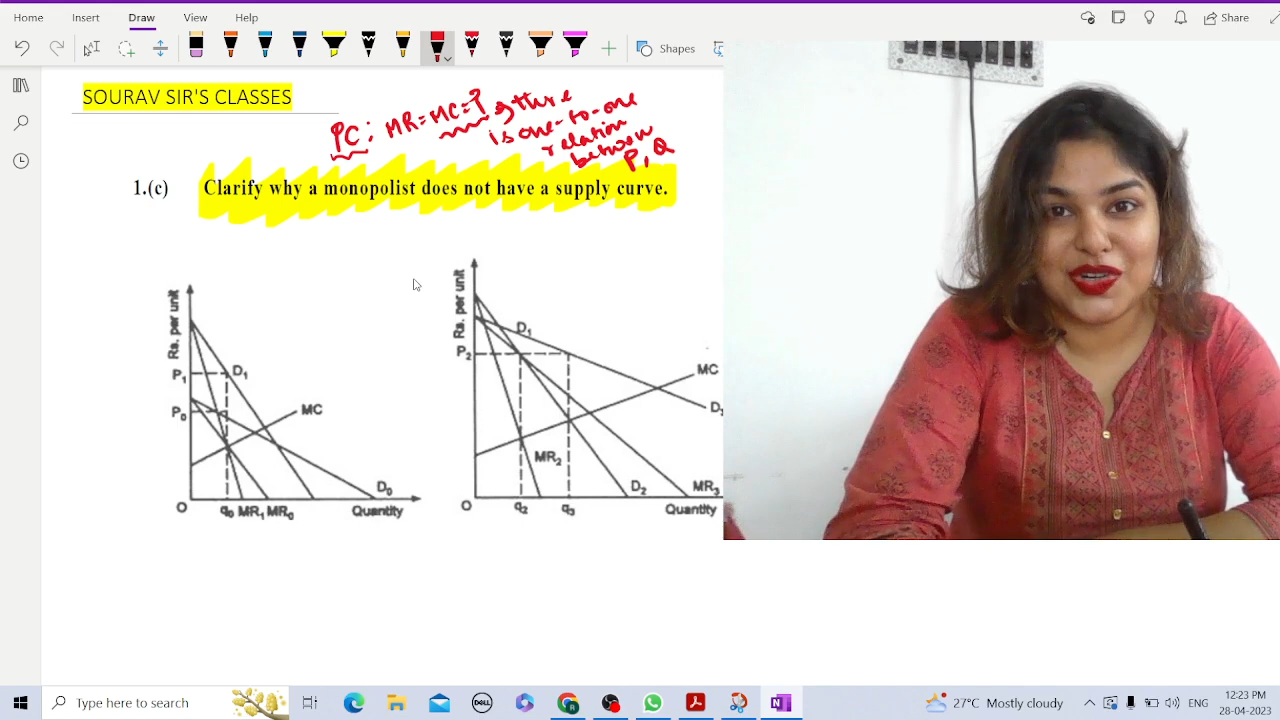 Home Insert Draw View Help
Share
Shapes
SOURAV SIR'S CLASSES
PC: MR = MC = P & there
is one-to-one
relation
between
P, Q
1.(c) Clarify why a monopolist does not have a supply curve.
Rs. per unit
P1
D1
P0
MC
D0
O
q0 MR1 MR0
Quantity
Rs. per unit
D1
P2
MC
MR2
D2
MR3
O
q2
q3
Quantity
Type here to search
DELL
27°C Mostly cloudy
ENG
12:23 PM
28-04-2023